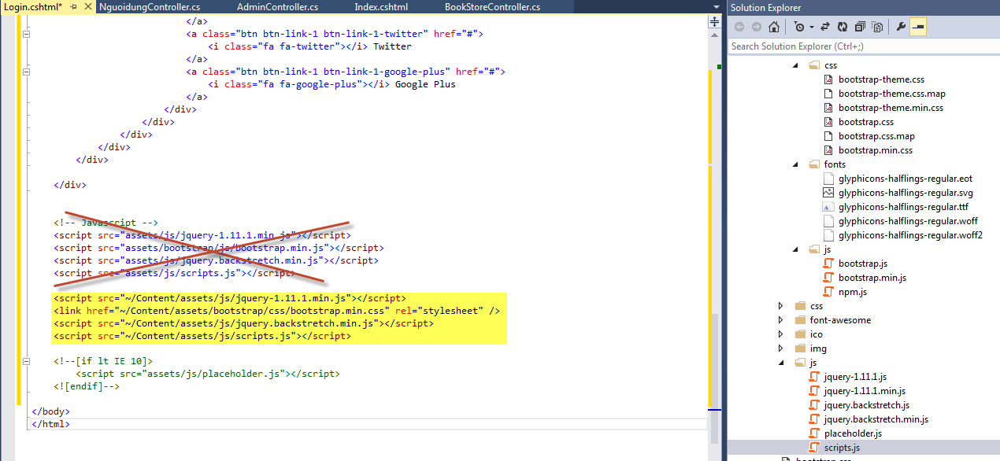 Login.cshtml*
NguoidungController.cs
AdminController.cs
Index.cshtml
BookStoreController.cs
</a>
<a class="btn btn-link-1 btn-link-1-twitter" href="#">
<i class="fa fa-twitter"></i> Twitter
</a>
<a class="btn btn-link-1 btn-link-1-google-plus" href="#">
<i class="fa fa-google-plus"></i> Google Plus
</a>
</div>
</div>
</div>
</div>
</div>
</div>
<!-- Javascript -->
<script src="assets/js/jquery-1.11.1.min.js"></script>
<script src="assets/bootstrap/js/bootstrap.min.js"></script>
<script src="assets/js/jquery.backstretch.min.js"></script>
<script src="assets/js/scripts.js"></script>
<script src="~/Content/assets/js/jquery-1.11.1.min.js"></script>
<link href="~/Content/assets/bootstrap/css/bootstrap.min.css" rel="stylesheet" />
<script src="~/Content/assets/js/jquery.backstretch.min.js"></script>
<script src="~/Content/assets/js/scripts.js"></script>
<!--[if lt IE 10]>
<script src="assets/js/placeholder.js"></script>
<![endif]-->
</body>
</html>
Solution Explorer
Search Solution Explorer (Ctrl+;)
css
bootstrap-theme.css
bootstrap-theme.css.map
bootstrap-theme.min.css
bootstrap.css
bootstrap.css.map
bootstrap.min.css
fonts
glyphicons-halflings-regular.eot
glyphicons-halflings-regular.svg
glyphicons-halflings-regular.ttf
glyphicons-halflings-regular.woff
glyphicons-halflings-regular.woff2
js
bootstrap.js
bootstrap.min.js
npm.js
css
font-awesome
ico
img
js
jquery-1.11.1.js
jquery-1.11.1.min.js
jquery.backstretch.js
jquery.backstretch.min.js
placeholder.js
scripts.js